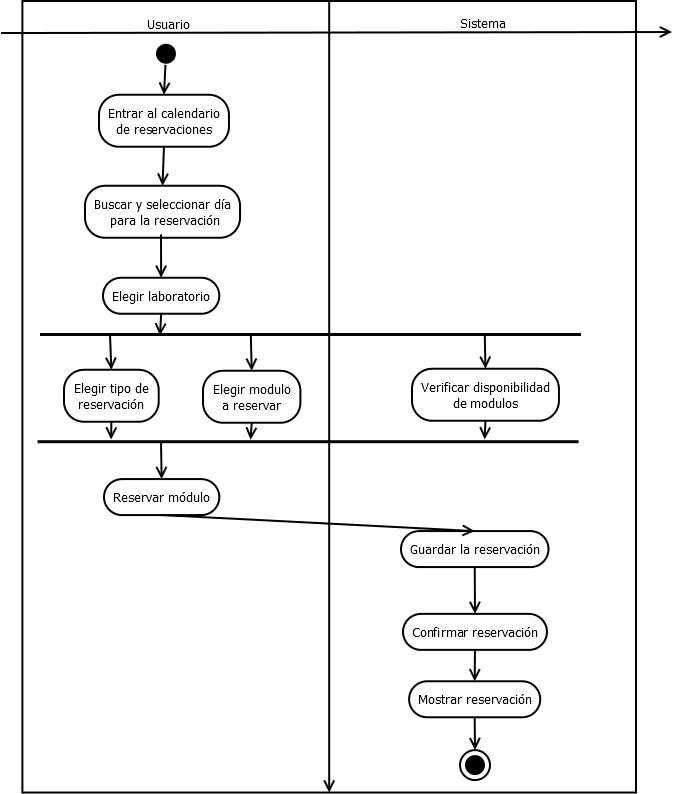 Usuario
Sistema
Entrar al calendario
de reservaciones
Buscar y seleccionar día
para la reservación
Elegir laboratorio
Elegir tipo de
reservación
Elegir modulo
a reservar
Verificar disponibilidad
de modulos
Reservar módulo
Guardar la reservación
Confirmar reservación
Mostrar reservación